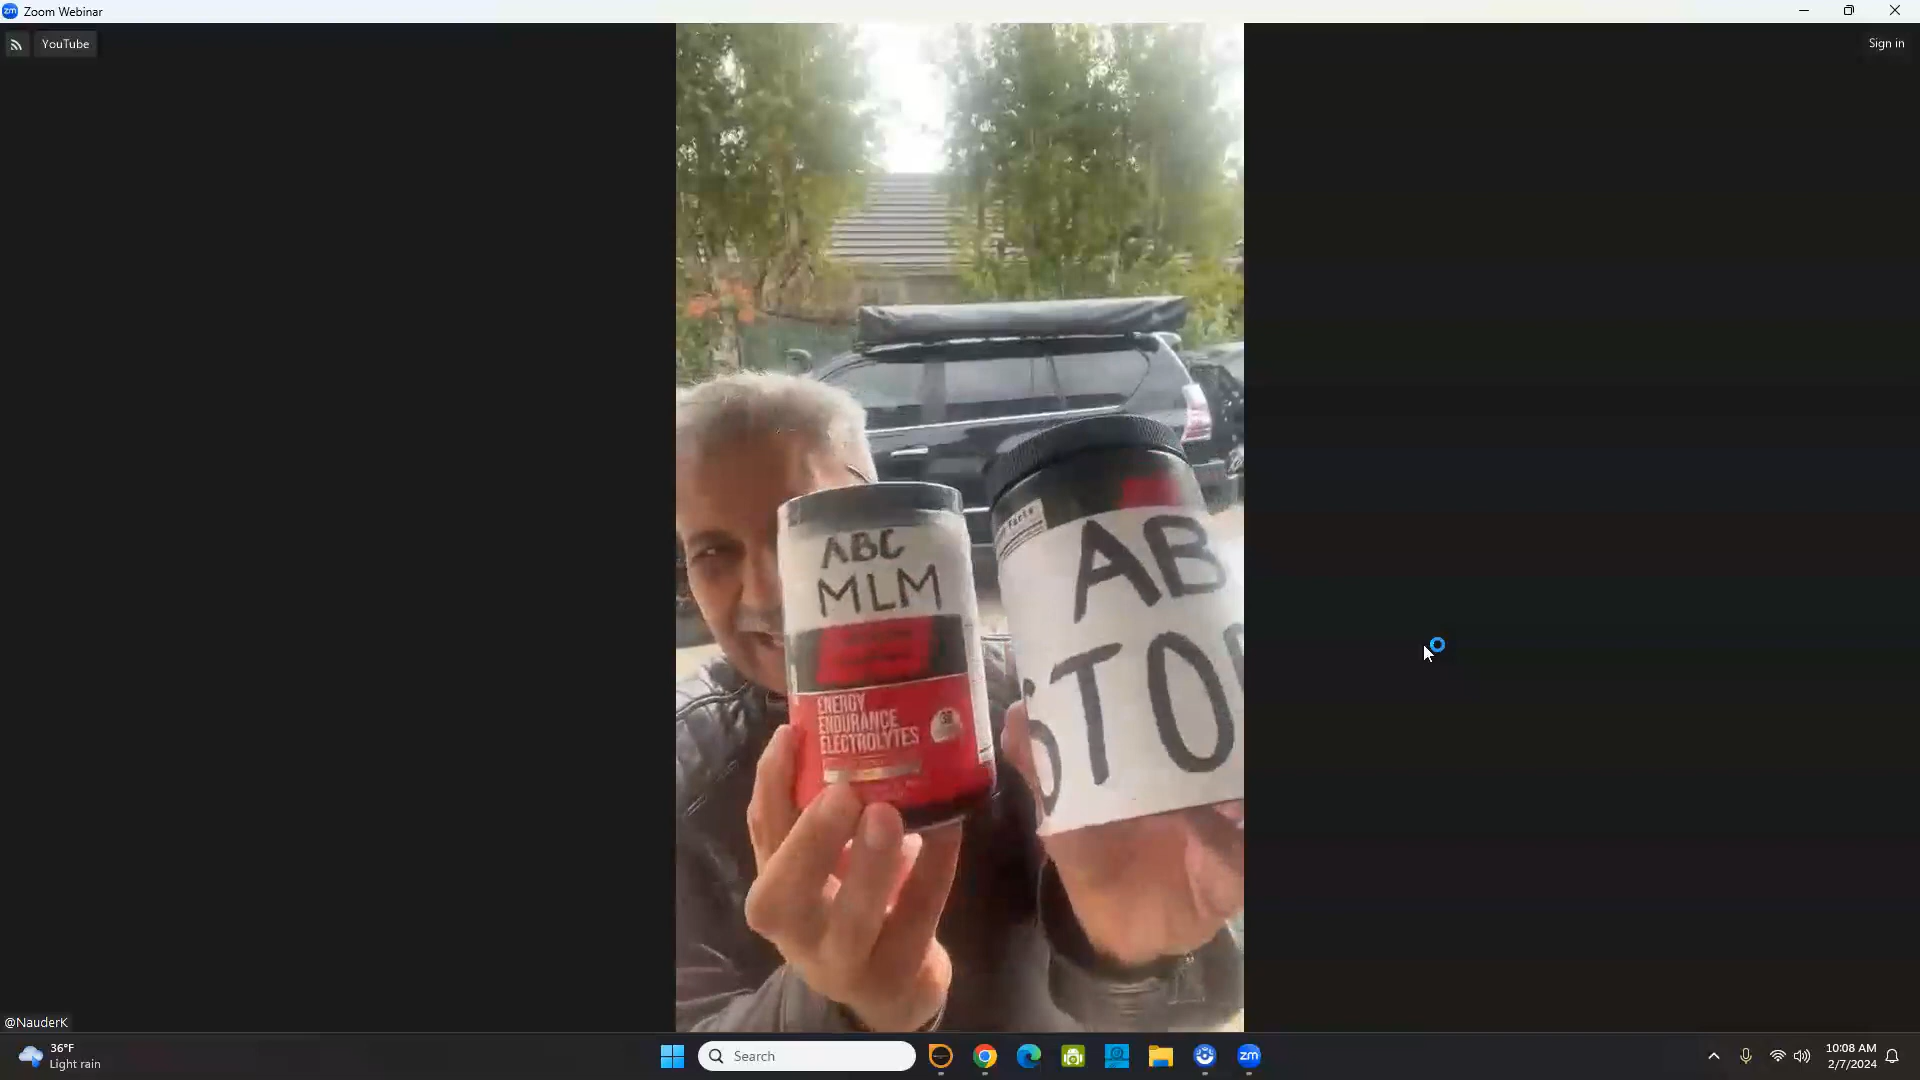 Zoom Webinar
YouTube
Sign in
ABC
MLM
ENERGY
ENDURANCE
ELECTROLYTES
30
AB
STO
@NauderK
36°F
Light rain
Search
10:08 AM
2/7/2024